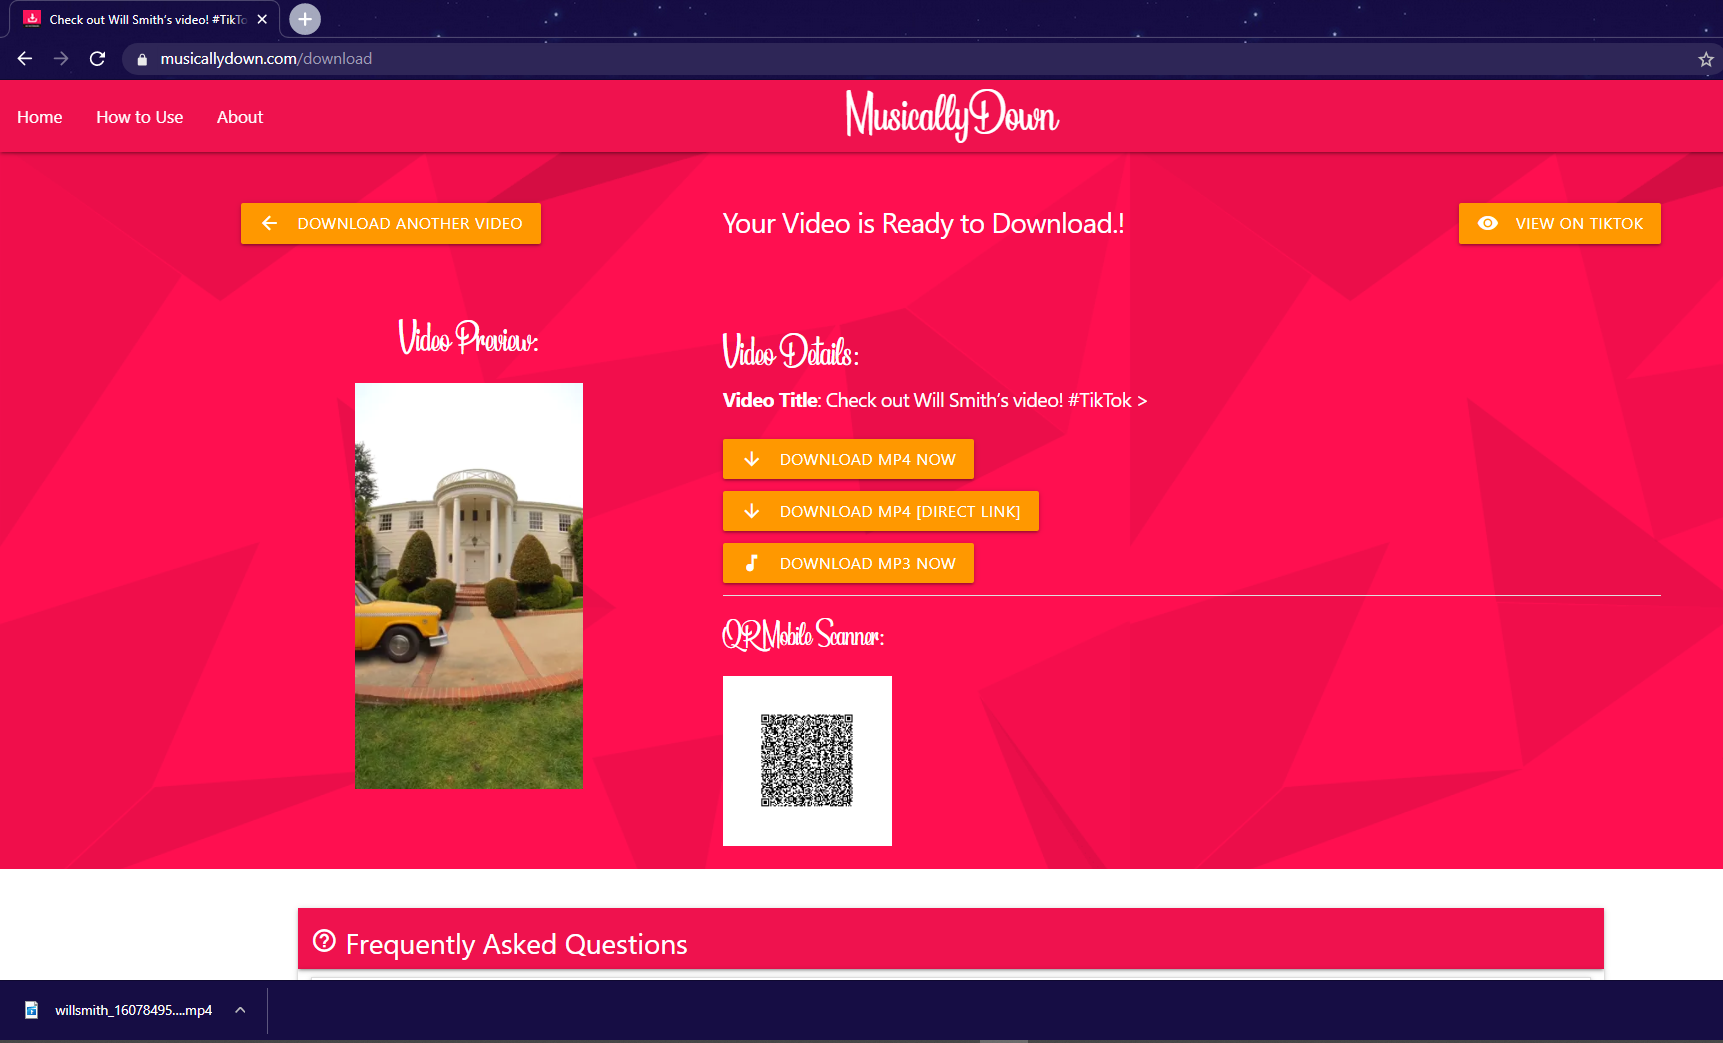 Check out Will Smith's video! #TikTo
musicallydown.com/download
Home How to Use About
MusicallyDown
DOWNLOAD ANOTHER VIDEO
Your Video is Ready to Download.!
VIEW ON TIKTOK
Video Preview:
Video Details:
Video Title: Check out Will Smith's video! #TikTok >
DOWNLOAD MP4 NOW
DOWNLOAD MP4 [DIRECT LINK]
DOWNLOAD MP3 NOW
QR Mobile Scanner:
Frequently Asked Questions
willsmith_16078495....mp4